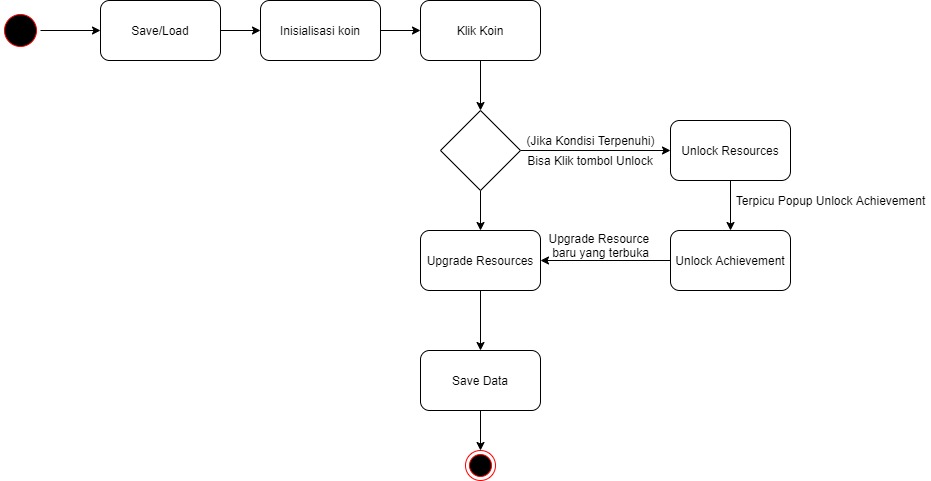 Save/Load
Inisialisasi koin
Klik Koin
(Jika Kondisi Terpenuhi)
Bisa Klik tombol Unlock
Unlock Resources
Terpicu Popup Unlock Achievement
Upgrade Resources
Upgrade Resource
baru yang terbuka
Unlock Achievement
Save Data